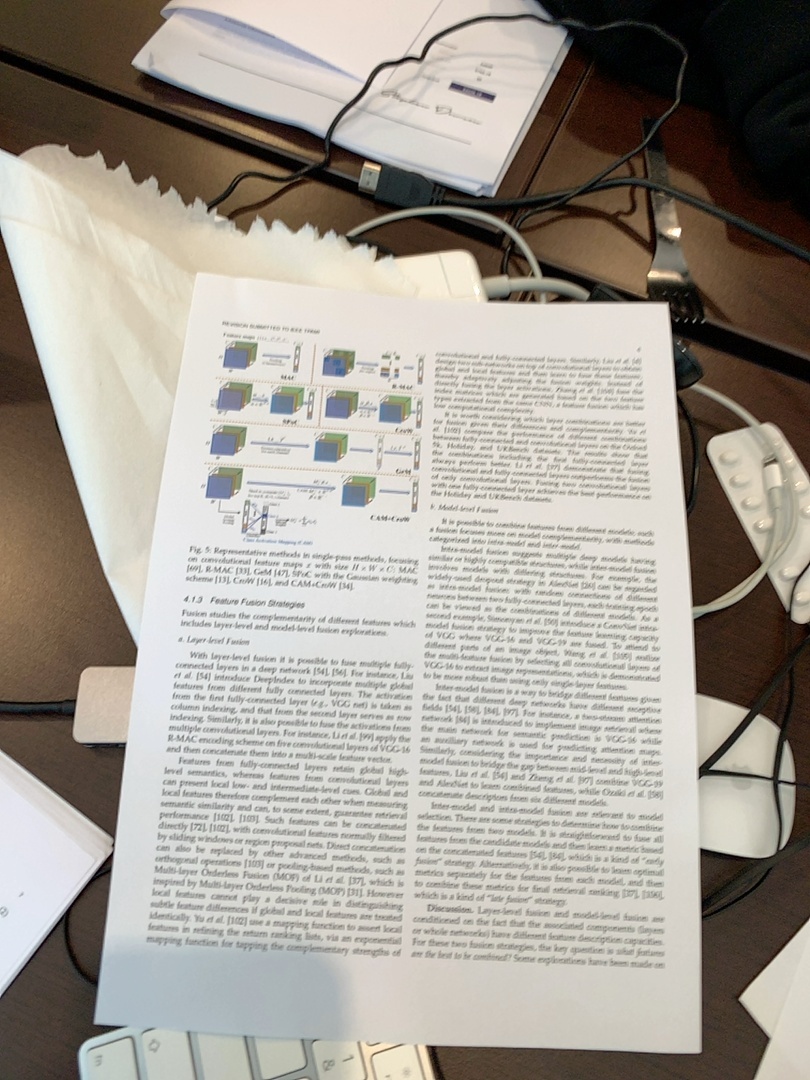 REVISION SUBMITTED TO IEEE TPAMI
6
Feature maps
MAC
R-MAC
SPoC
CroW
GeM
CAM+CroW
Fig. 5: Representative methods in single-pass methods, focusing
on convolutional feature maps x with size H × W × C: MAC
[69], R-MAC [33], GeM [47], SPoC with the Gaussian weighting
scheme [13], CroW [16], and CAM+CroW [34].
4.1.3 Feature Fusion Strategies
Fusion studies the complementarity of different features which
includes layer-level and model-level fusion explorations.
a. Layer-level Fusion
With layer-level fusion it is possible to fuse multiple fully-
connected layers in a deep network [54], [56]. For instance, Liu
et al. [54] introduce DeepIndex to incorporate multiple global
features from different fully connected layers. The activation
from the first fully-connected layer (e.g., VGG net) is taken as
column indexing, and that from the second layer serves as row
indexing. Similarly, it is also possible to fuse the activations from
multiple convolutional layers. For instance, Li et al. [99] apply the
R-MAC encoding scheme on five convolutional layers of VGG-16
and then concatenate them into a multi-scale feature vector.
Features from fully-connected layers retain global high-
level semantics, whereas features from convolutional layers
can present local low- and intermediate-level cues. Global and
local features therefore complement each other when measuring
semantic similarity and can, to some extent, guarantee retrieval
performance [102], [103]. Such features can be concatenated
directly [72], [102], with convolutional features normally filtered
by sliding windows or region proposal nets. Direct concatenation
can also be replaced by other advanced methods, such as
orthogonal operations [103] or pooling-based methods, such as
Multi-layer Orderless Fusion (MOF) of Li et al. [37], which is
inspired by Multi-layer Orderless Pooling (MOP) [31]. However
local features cannot play a decisive role in distinguishing
subtle feature differences if global and local features are treated
identically. Yu et al. [102] use a mapping function to assert local
features in refining the return ranking lists, via an exponential
mapping function for tapping the complementary strengths of
convolutional and fully-connected layers. Similarly, Liu et al.
design two sub-networks on top of convolutional layers to obtain
global and local features and then learn to fuse these features,
thereby adaptively adjusting the fusion weights. Instead of
directly fusing the layer activations, Zhang et al. [104] fuse the
index matrices which are generated based on the two feature
types extracted from the same CNN, a feature fusion which has
low computational complexity.
It is worth considering which layer combinations are better
for fusion given their differences and complementarity. Yu et
al. [102] compare the performance of different combinations
between fully-connected and convolutional layers on the Oxford
5k, Holiday, and UKBench datasets. The results show that
the combinations including the first fully-connected layer
always perform better. Li et al. [37] demonstrate that fusing
convolutional and fully-connected layers outperforms the fusion
of only convolutional layers. Fusing two convolutional layers
with one fully-connected layer achieves the best performance on
the Holiday and UKBench datasets.
b. Model-level Fusion
It is possible to combine features from different models; such
a fusion focuses more on model complementarity, with methods
categorized into intra-model and inter-model.
Intra-model fusion suggests multiple deep models having
similar or highly compatible structures, while inter-model fusion
involves models with differing structures. For example, the
widely-used dropout strategy in AlexNet [26] can be regarded
as intra-model fusion: with random connections of different
neurons between two fully-connected layers, each training epoch
can be viewed as the combinations of different models. As a
second example, Simonyan et al. [50] introduce a ConvNet intra-
model fusion strategy to improve the feature learning capacity
of VGG where VGG-16 and VGG-19 are fused. To attend to
different parts of an image object, Wang et al. realize
the multi-feature fusion by selecting all convolutional layers of
VGG-16 to extract image representations, which is demonstrated
to be more robust than using only single-layer features.
Inter-model fusion is a way to bridge different features given
the fact that different deep networks have different receptive
fields [54], [58], [84], [97]. For instance, a two-stream attention
network [84] is introduced to implement image retrieval where
the main network for semantic prediction is VGG-16 while
an auxiliary network is used for predicting attention maps.
Similarly, considering the importance and necessity of inter-
model fusion to bridge the gap between mid-level and high-level
features, Liu et al. [54] and Zheng et al. [97] combine VGG-19
and AlexNet to learn combined features, while Ozaki et al. [58]
concatenate descriptors from six different models.
Inter-model and intra-model fusion are relevant to model
selection. There are some strategies to determine how to combine
the features from two models. It is straightforward to fuse all
from the candidate models and then learn a metric based
on the concatenated features [54], [84], which is a kind of "early
fusion" strategy. Alternatively, it is also possible to learn optimal
metrics separately for the features from each model, and then
to combine these metrics for final retrieval ranking [37],
which is a kind of "late fusion" strategy.
Discussion. Layer-level fusion and model-level fusion are
conditioned on the fact that the associated components (layers
or whole networks) have different feature description capacities.
For these two fusion strategies, the key question is what features
are the best to be combined? Some explorations have been made on